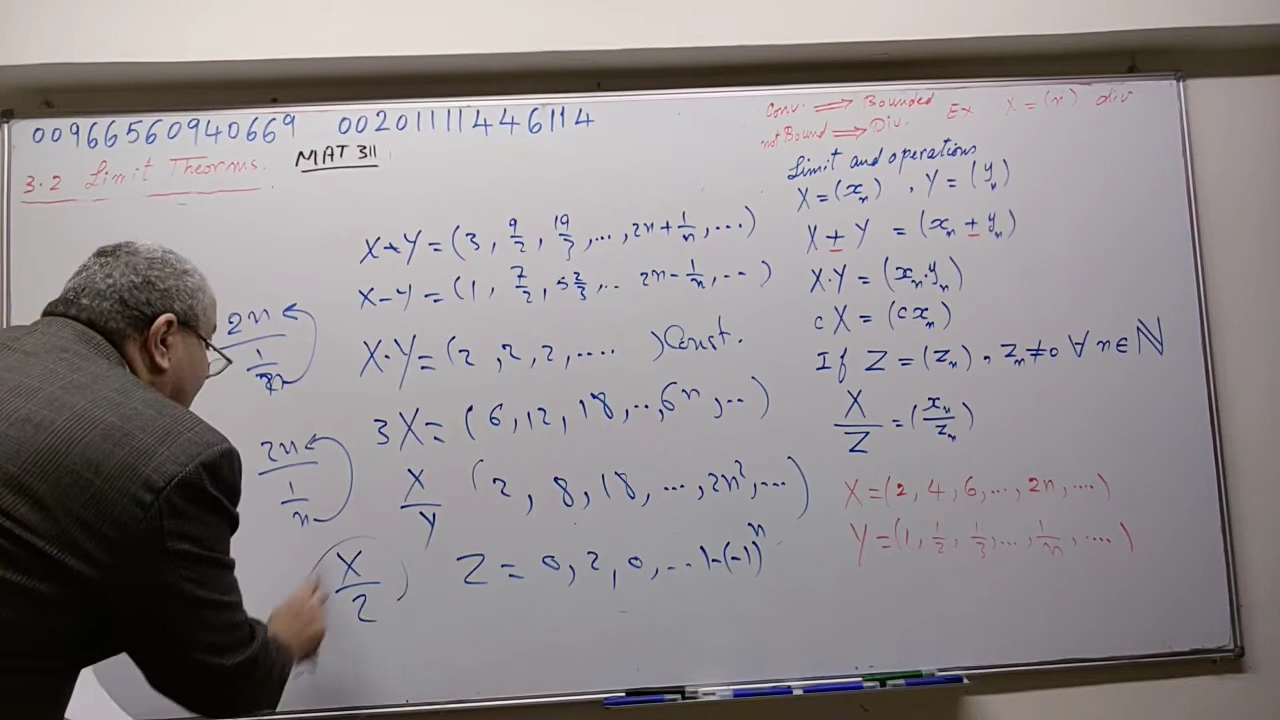 00966560940669 00201111446114
3.2 Limit Theorms.
MAT 311
Conv. ⟹ Bounded Ex X = (n) div
not Bound ⟹ Div.
Limit and operations
X = (xₙ) , Y = (yₙ)
X ± Y = (xₙ ± yₙ)
X·Y = (xₙ·yₙ)
cX = (cxₙ)
If Z = (Zₙ), Zₙ ≠ 0 ∀ n ∈ ℕ
X/Z = (xₙ/Zₙ)
X = (2, 4, 6, ..., 2n, ....)
Y = (1, 1/2, 1/3, ..., 1/n, ....)
X+Y = (3, 9/2, 19/3, ..., 2n + 1/n, ...)
X-Y = (1, 7/2, 5 2/3, .. 2n - 1/n, ..)
X·Y = (2, 2, 2, .... ) Const.
3X = (6, 12, 18, .., 6n, ..)
X/Y (2, 8, 18, ..., 2n², ...)
X/Z ) Z = 0, 2, 0, ... 1-(-1)ⁿ
2n
1/n
2n
1/n